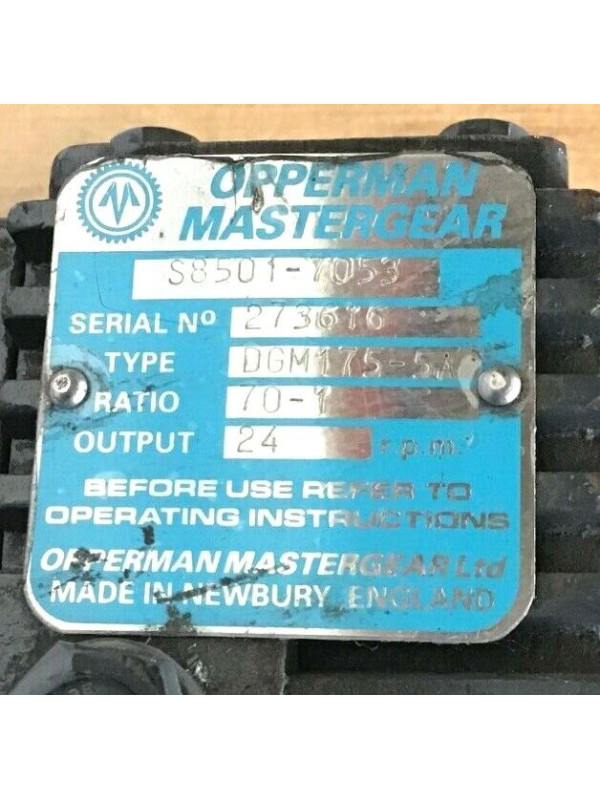 OPPERMAN
MASTERGEAR
S8501-7053
SERIAL No 273616
TYPE DGM175-5A
RATIO 70-1
OUTPUT 24 r.p.m.
BEFORE USE REFER TO
OPERATING INSTRUCTIONS
OPPERMAN MASTERGEAR Ltd
MADE IN NEWBURY ENGLAND